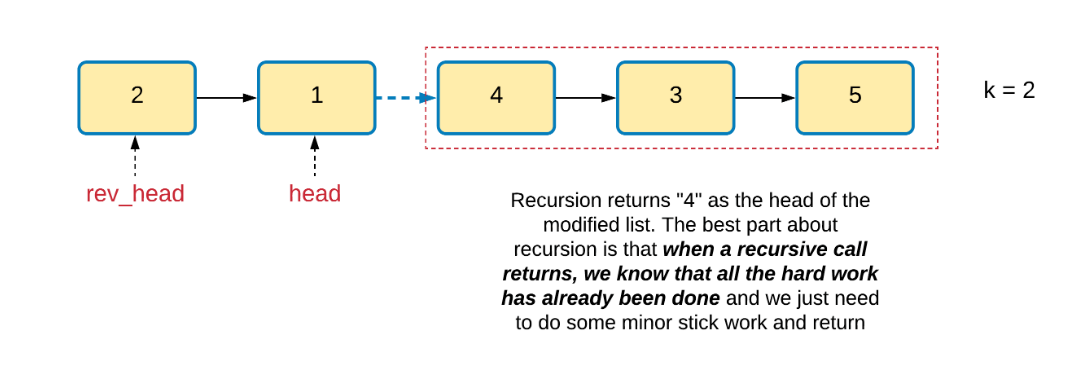 2
1
4
3
5
k = 2
rev_head
head
Recursion returns "4" as the head of the
modified list. The best part about
recursion is that when a recursive call
returns, we know that all the hard work
has already been done and we just need
to do some minor stick work and return